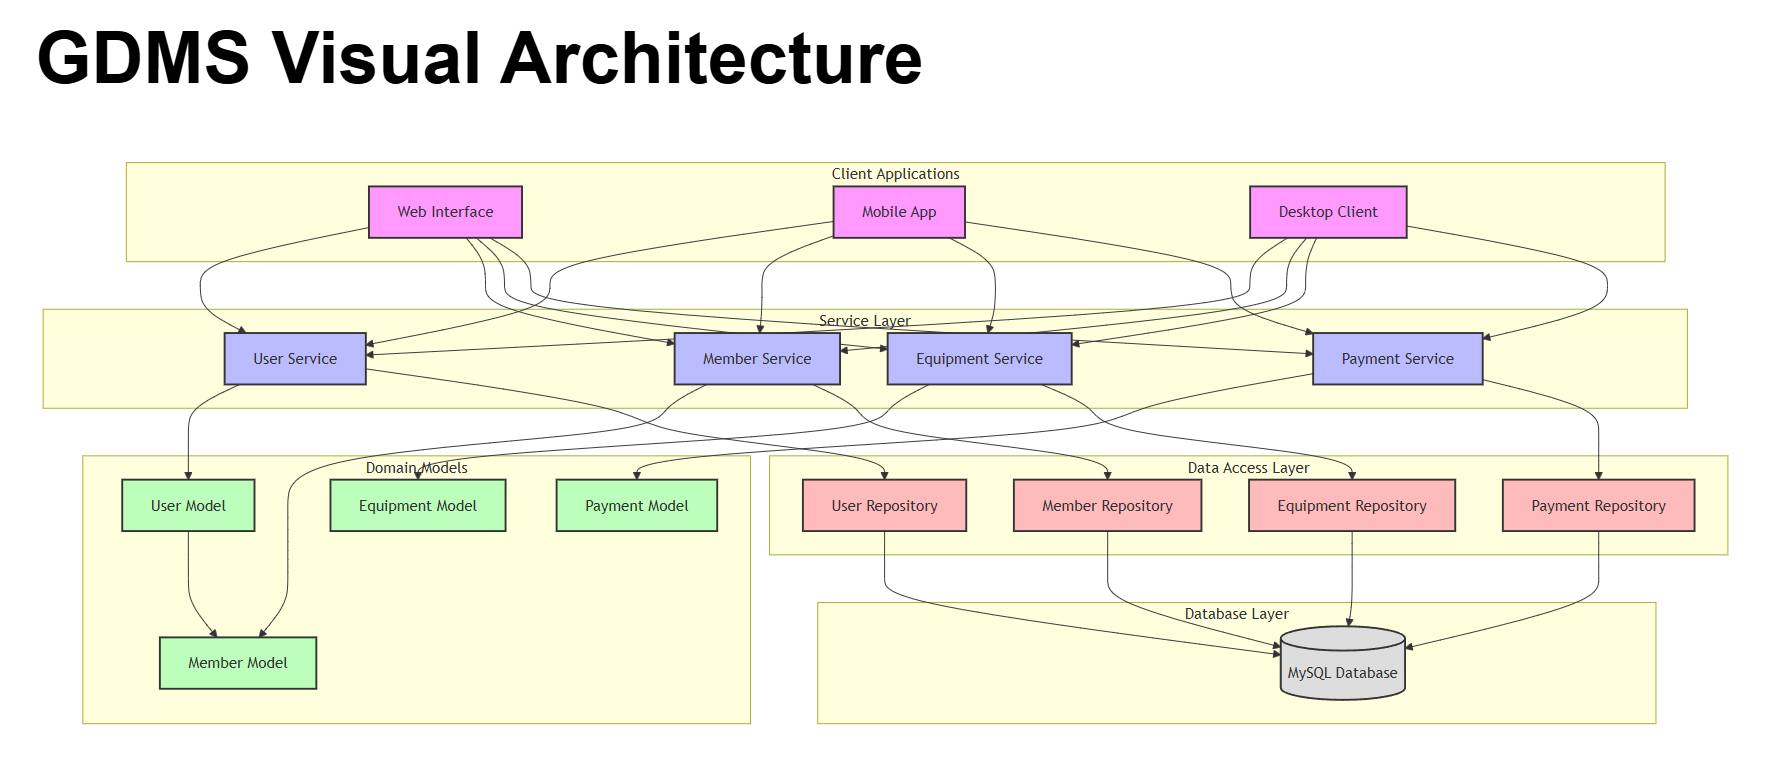 GDMS Visual Architecture
Client Applications
Web Interface
Mobile App
Desktop Client
Service Layer
User Service
Member Service
Equipment Service
Payment Service
Domain Models
User Model
Equipment Model
Payment Model
Member Model
Data Access Layer
User Repository
Member Repository
Equipment Repository
Payment Repository
Database Layer
MySQL Database